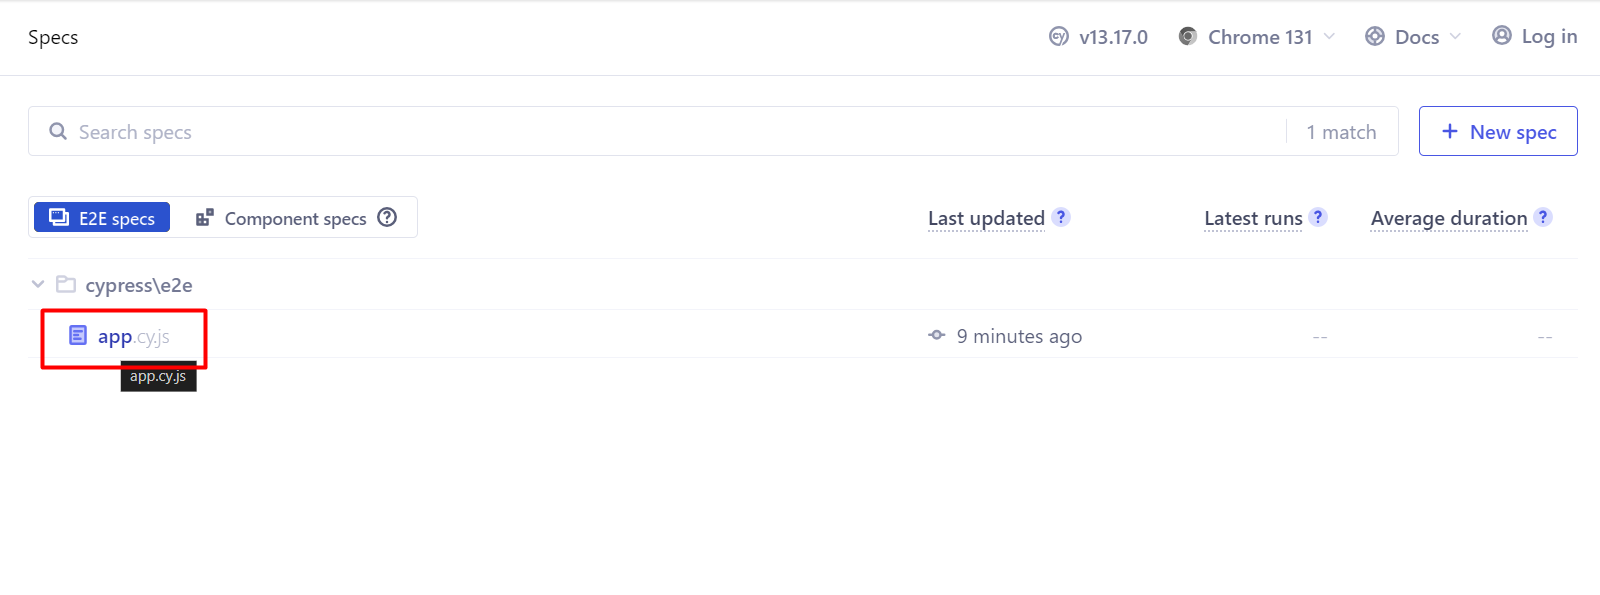 Specs v13.17.0 Chrome 131 Docs Log in
Search specs 1 match + New spec
E2E specs Component specs ? Last updated ? Latest runs ? Average duration ?
cypress\e2e
app.cy.js 9 minutes ago -- --
app.cy.js